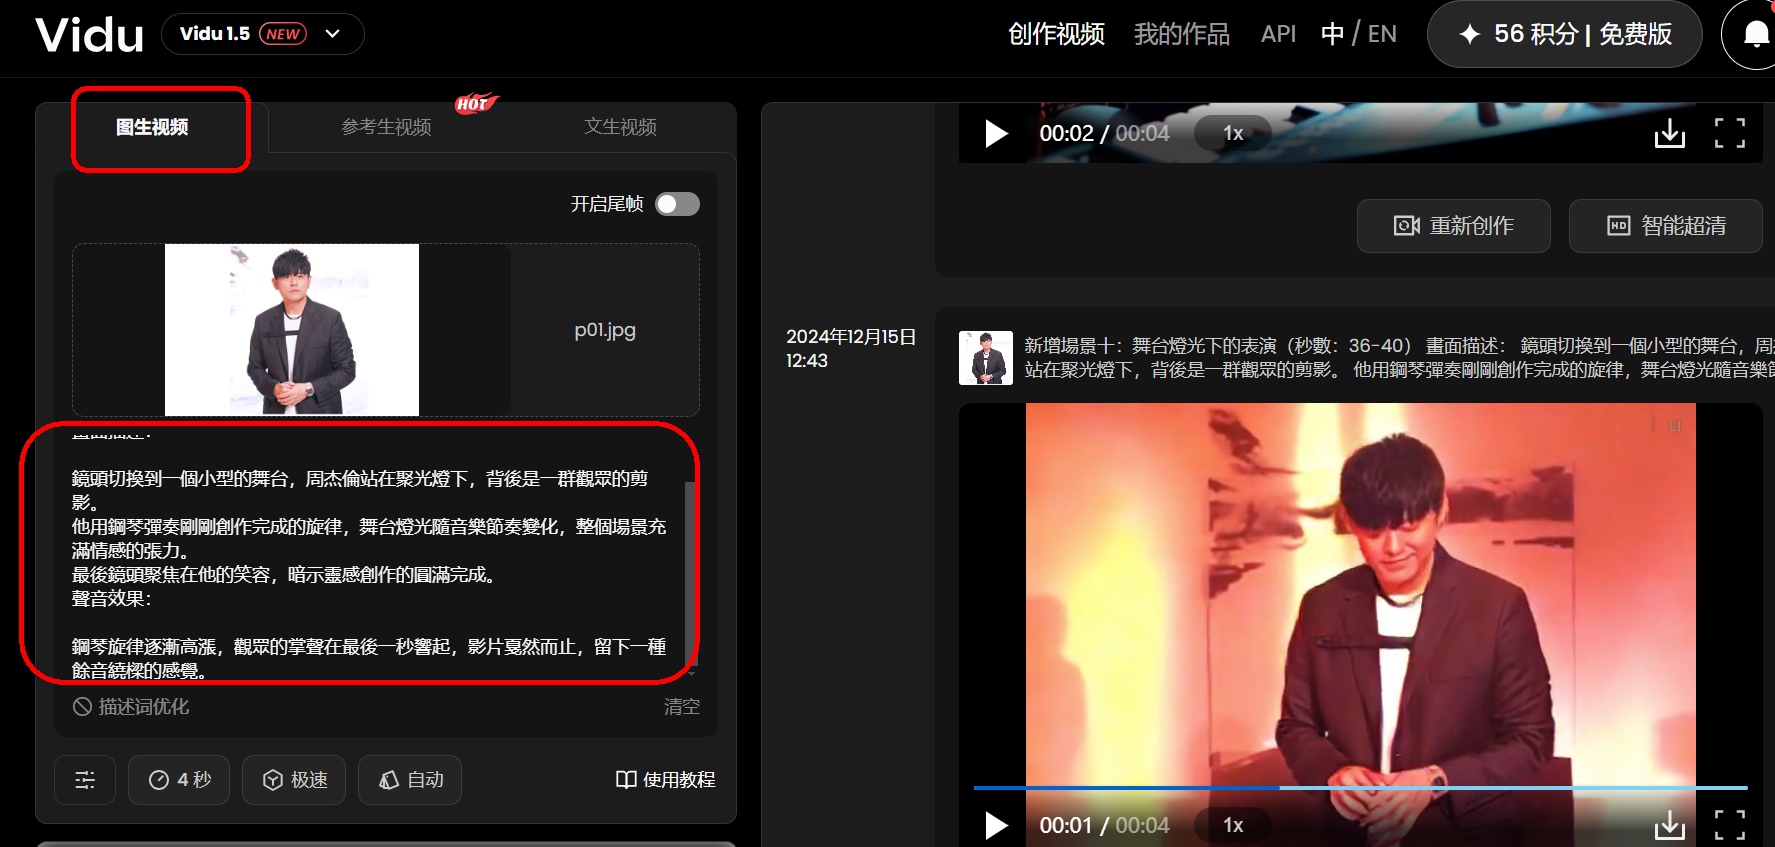 Vidu
Vidu 1.5 NEW
创作视频 我的作品 API 中 / EN
56 积分 | 免费版
图生视频 参考生视频 HOT 文生视频
开启尾帧
p01.jpg
畫面描述：
鏡頭切換到一個小型的舞台，周杰倫站在聚光燈下，背後是一群觀眾的剪
影。
他用鋼琴彈奏剛剛創作完成的旋律，舞台燈光隨音樂節奏變化，整個場景充
滿情感的張力。
最後鏡頭聚焦在他的笑容，暗示靈感創作的圓滿完成。
聲音效果：
鋼琴旋律逐漸高漲，觀眾的掌聲在最後一秒響起，影片戛然而止，留下一種
餘音繞樑的感覺。
描述词优化 清空
4 秒 极速 自动 使用教程
00:02 / 00:04 1x
重新创作 HD 智能超清
2024年12月15日
12:43
新增場景十：舞台燈光下的表演（秒數：36-40） 畫面描述： 鏡頭切換到一個小型的舞台，周
站在聚光燈下，背後是一群觀眾的剪影。 他用鋼琴彈奏剛剛創作完成的旋律，舞台燈光隨音樂
00:01 / 00:04 1x